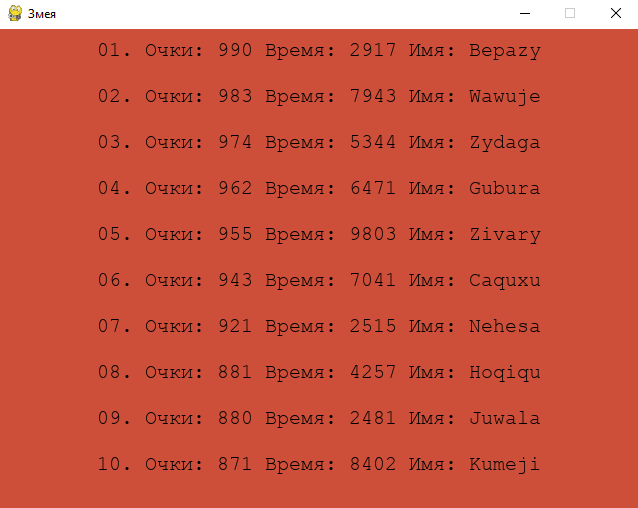 Змея
01. Очки: 990 Время: 2917 Имя: Bepazy
02. Очки: 983 Время: 7943 Имя: Wawuje
03. Очки: 974 Время: 5344 Имя: Zydaga
04. Очки: 962 Время: 6471 Имя: Gubura
05. Очки: 955 Время: 9803 Имя: Zivary
06. Очки: 943 Время: 7041 Имя: Caquxu
07. Очки: 921 Время: 2515 Имя: Nehesa
08. Очки: 881 Время: 4257 Имя: Hoqiqu
09. Очки: 880 Время: 2481 Имя: Juwala
10. Очки: 871 Время: 8402 Имя: Kumeji